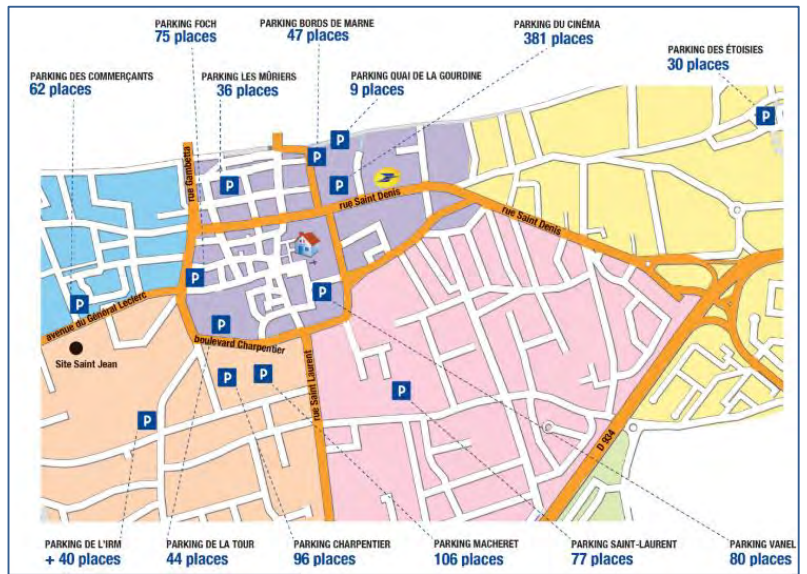 PARKING FOCH
75 places
PARKING BORDS DE MARNE
47 places
PARKING DU CINÉMA
381 places
PARKING DES ÉTOISIES
30 places
PARKING DES COMMERÇANTS
62 places
PARKING LES MÛRIERS
36 places
PARKING QUAI DE LA GOURDINE
9 places
P
P
P
P
P
rue Gambetta
rue Saint Denis
rue Saint Denis
P
P
P
avenue du Général Leclerc
P
boulevard Charpentier
Site Saint Jean
rue Saint Laurent
P
P
P
P
D 934
PARKING DE L'IRM
+ 40 places
PARKING DE LA TOUR
44 places
PARKING CHARPENTIER
96 places
PARKING MACHERET
106 places
PARKING SAINT-LAURENT
77 places
PARKING VANEL
80 places